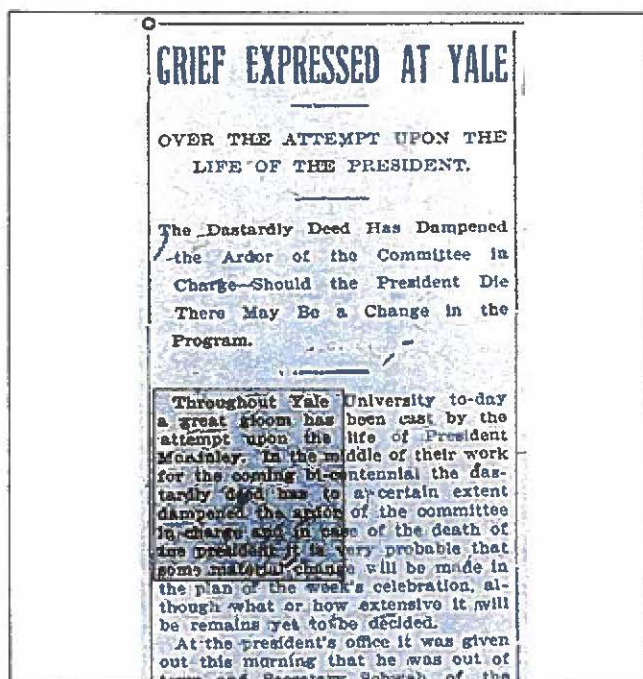 GRIEF EXPRESSED AT YALE
OVER THE ATTEMPT UPON THE
LIFE OF THE PRESIDENT.
The Dastardly Deed Has Dampened
the Ardor of the Committee in
Charge—Should the President Die
There May Be a Change in the
Program.
Throughout Yale University to-day
a great gloom has been cast by the
attempt upon the life of President
McKinley. In the middle of their work
for the coming bi-centennial the das-
tardly deed has to a certain extent
dampened the ardor of the committee
in charge and in case of the death of
the president it is very probable that
some material change will be made in
the plan of the week's celebration, al-
though what or how extensive it will
be remains yet to be decided.
At the president's office it was given
out this morning that he was out of
town and Secretary Schwab of the